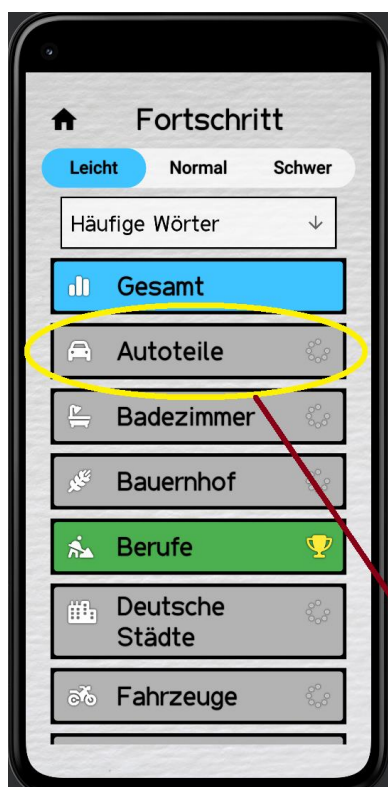 Fortschritt
Leicht Normal Schwer
Häufige Wörter
Gesamt
Autoteile
Badezimmer
Bauernhof
Berufe
Deutsche
Städte
Fahrzeuge